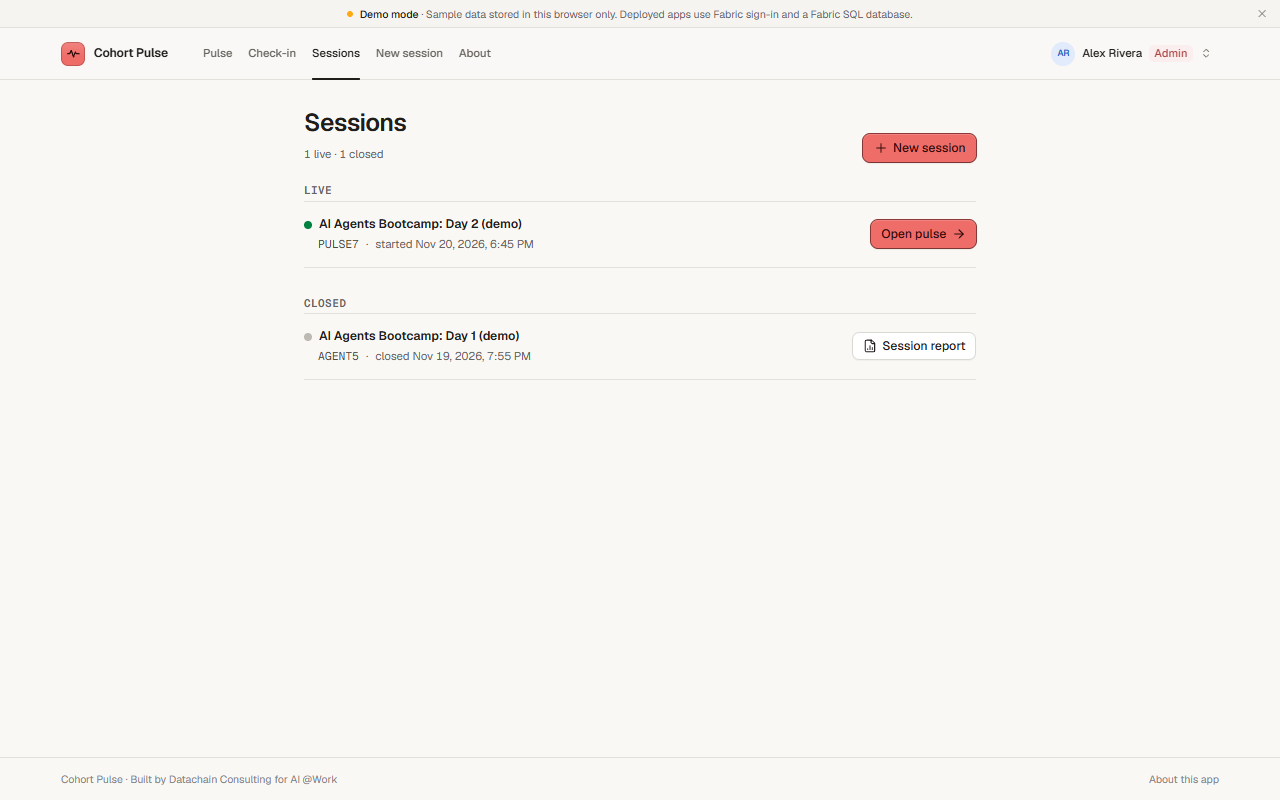 Demo mode · Sample data stored in this browser only. Deployed apps use Fabric sign-in and a Fabric SQL database.
Cohort Pulse
Pulse
Check-in
Sessions
New session
About
AR
Alex Rivera
Admin
Sessions
1 live · 1 closed
New session
LIVE
AI Agents Bootcamp: Day 2 (demo)
PULSE7 · started Nov 20, 2026, 6:45 PM
Open pulse
CLOSED
AI Agents Bootcamp: Day 1 (demo)
AGENT5 · closed Nov 19, 2026, 7:55 PM
Session report
Cohort Pulse · Built by Datachain Consulting for AI @Work
About this app